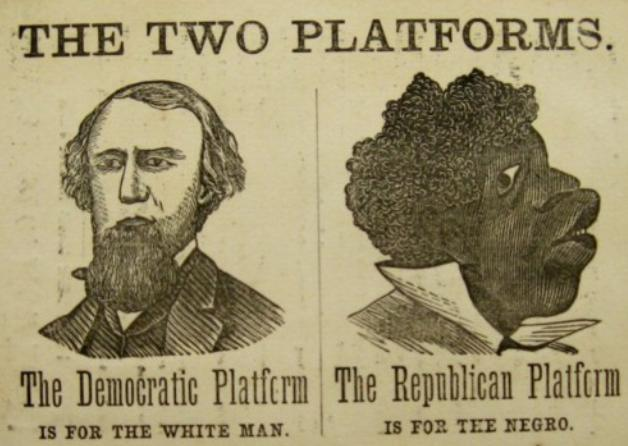 THE TWO PLATFORMS.
The Democratic Platform
IS FOR THE WHITE MAN.
The Republican Platform
IS FOR THE NEGRO.